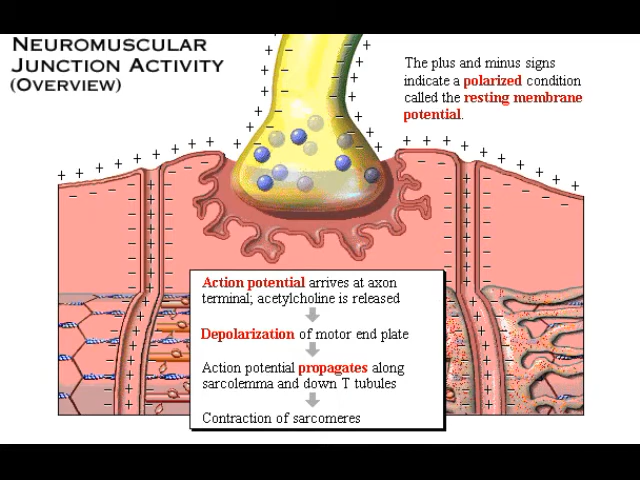 NEUROMUSCULAR
JUNCTION ACTIVITY
(OVERVIEW)
The plus and minus signs
indicate a polarized condition
called the resting membrane
potential.
Action potential arrives at axon
terminal; acetylcholine is released
Depolarization of motor end plate
Action potential propagates along
sarcolemma and down T tubules
Contraction of sarcomeres